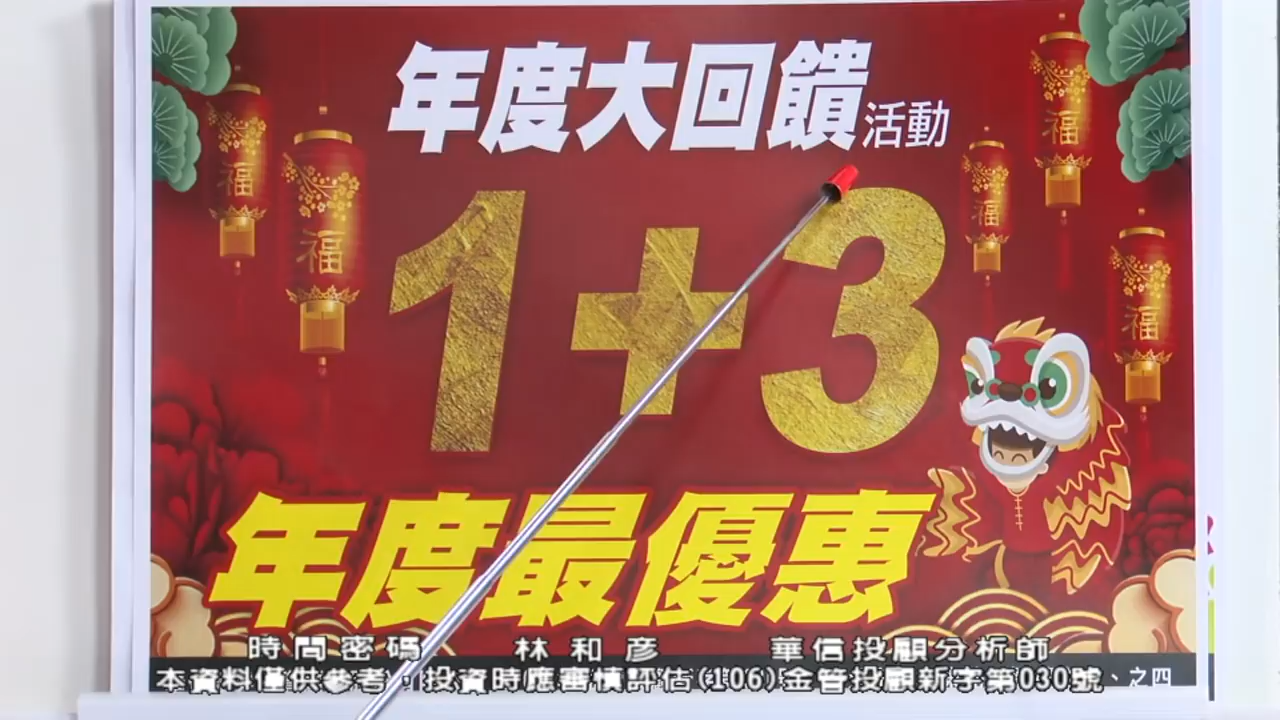 年度大回饋活動
福
福
福
福
福
1+3
年度最優惠
時間密碼 林和彥 華信投顧分析師
本資料僅供參考，投資時應審慎評估(106)金管投顧新字第030號
、之四